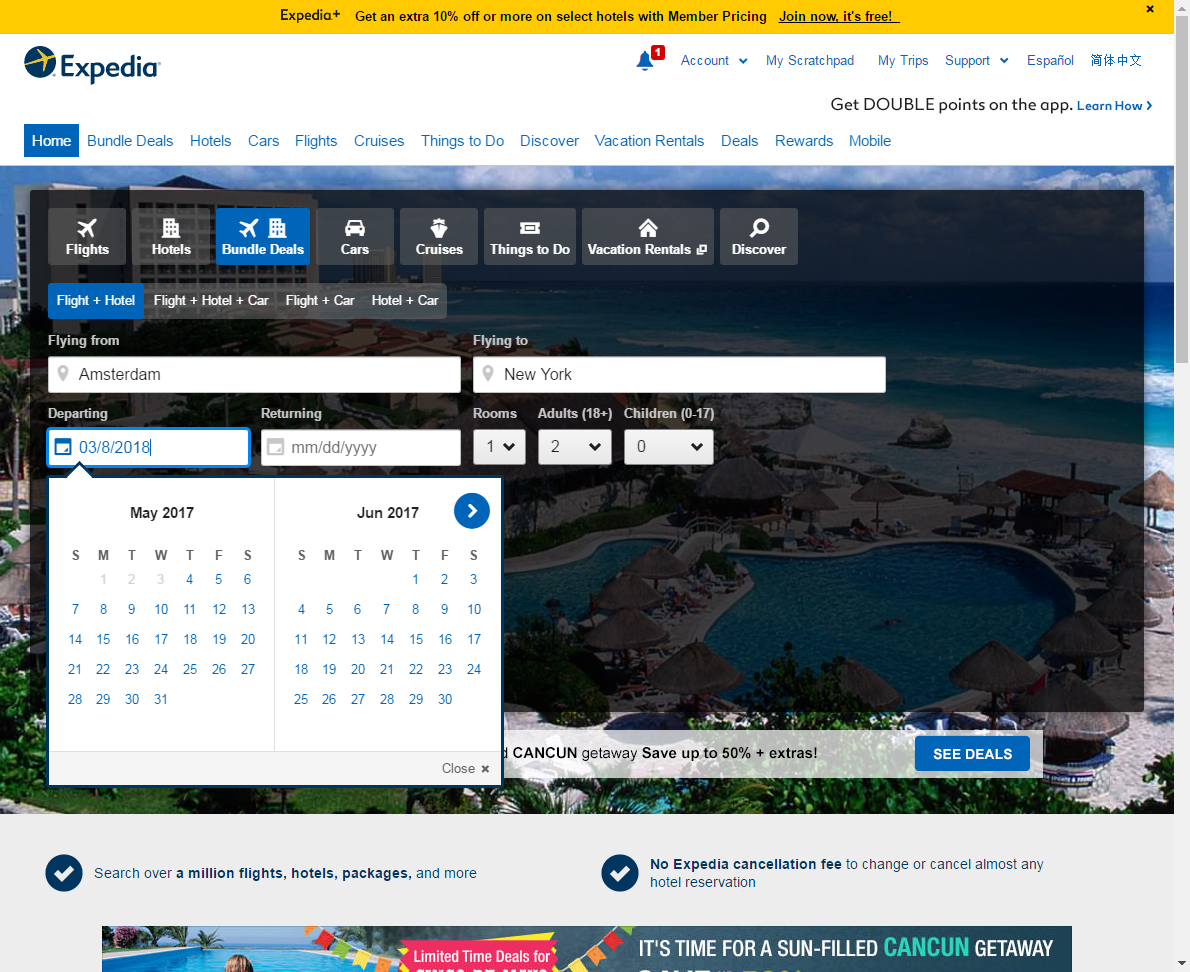 Expedia+ Get an extra 10% off or more on select hotels with Member Pricing Join now, it's free!
Expedia
1 Account My Scratchpad My Trips Support Español 简体中文
Get DOUBLE points on the app. Learn How
Home Bundle Deals Hotels Cars Flights Cruises Things to Do Discover Vacation Rentals Deals Rewards Mobile
Flights Hotels Bundle Deals Cars Cruises Things to Do Vacation Rentals Discover
Flight + Hotel Flight + Hotel + Car Flight + Car Hotel + Car
Flying from Flying to
Amsterdam New York
Departing Returning Rooms Adults (18+) Children (0-17)
03/8/2018 mm/dd/yyyy 1 2 0
May 2017 Jun 2017
S M T W T F S S M T W T F S
1 2 3 4 5 6 1 2 3
7 8 9 10 11 12 13 4 5 6 7 8 9 10
14 15 16 17 18 19 20 11 12 13 14 15 16 17
21 22 23 24 25 26 27 18 19 20 21 22 23 24
28 29 30 31 25 26 27 28 29 30
CANCUN getaway Save up to 50% + extras! SEE DEALS
Close
Search over a million flights, hotels, packages, and more
No Expedia cancellation fee to change or cancel almost any
hotel reservation
Limited Time Deals for
IT'S TIME FOR A SUN-FILLED CANCUN GETAWAY